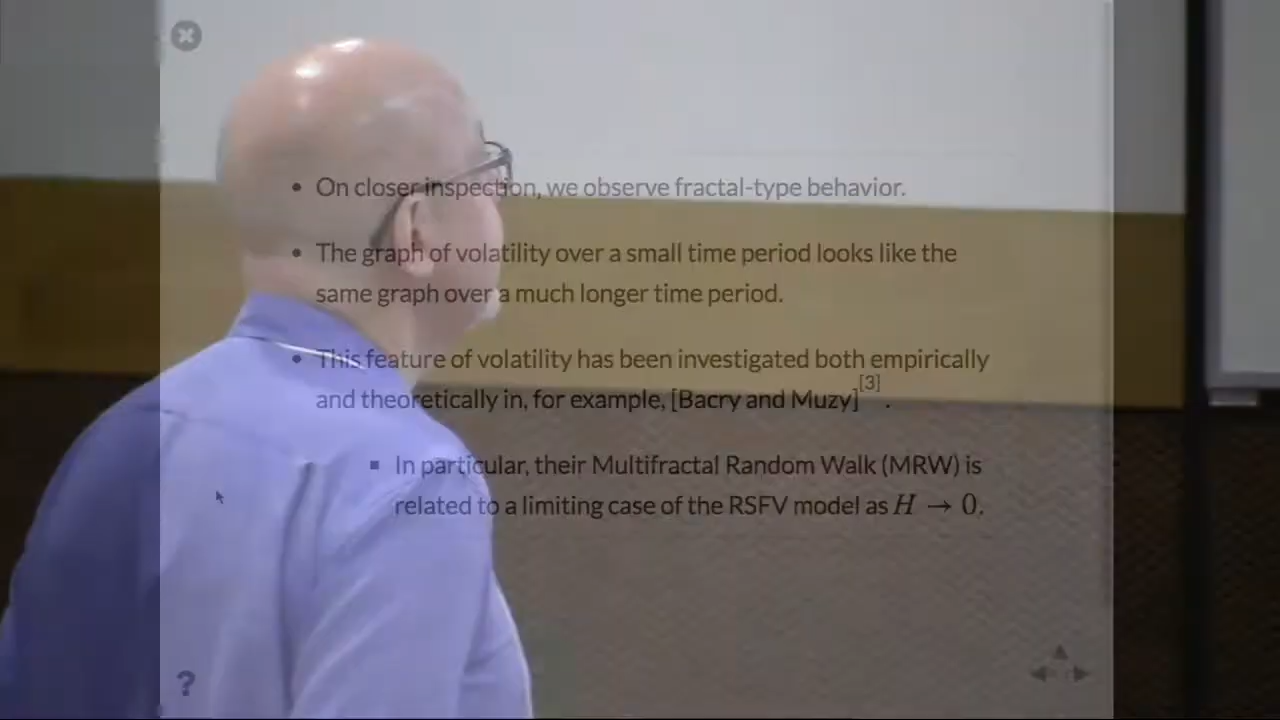 • On closer inspection, we observe fractal-type behavior.
• The graph of volatility over a small time period looks like the
same graph over a much longer time period.
• This feature of volatility has been investigated both empirically
and theoretically in, for example, [Bacry and Muzy][3].
▪ In particular, their Multifractal Random Walk (MRW) is
related to a limiting case of the RSFV model as H → 0.
?